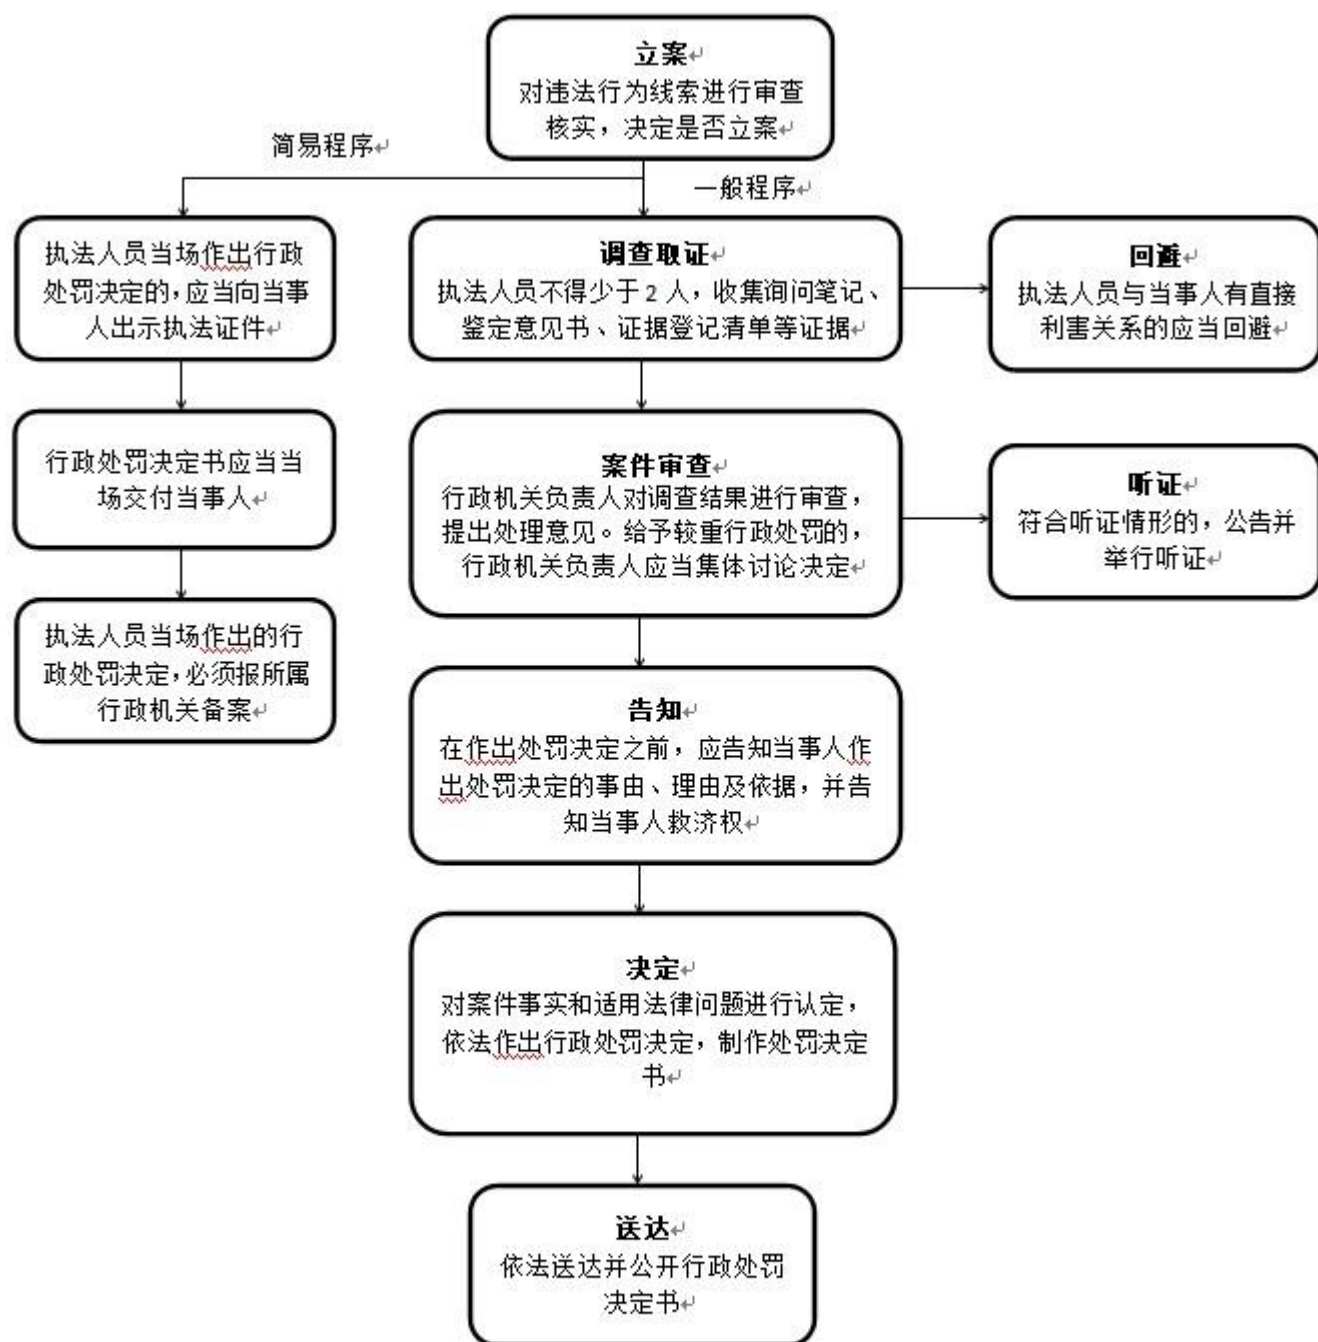 立案
对违法行为线索进行审查
核实，决定是否立案
简易程序
一般程序
执法人员当场作出行政
处罚决定的，应当向当事
人出示执法证件
调查取证
执法人员不得少于2人，收集询问笔记、
鉴定意见书、证据登记清单等证据
回避
执法人员与当事人有直接
利害关系的应当回避
行政处罚决定书应当当
场交付当事人
案件审查
行政机关负责人对调查结果进行审查，
提出处理意见。给予较重行政处罚的，
行政机关负责人应当集体讨论决定
听证
符合听证情形的，公告并
举行听证
执法人员当场作出的行
政处罚决定，必须报所属
行政机关备案
告知
在作出处罚决定之前，应告知当事人作
出处罚决定的事由、理由及依据，并告
知当事人救济权
决定
对案件事实和适用法律问题进行认定，
依法作出行政处罚决定，制作处罚决定
书
送达
依法送达并公开行政处罚
决定书